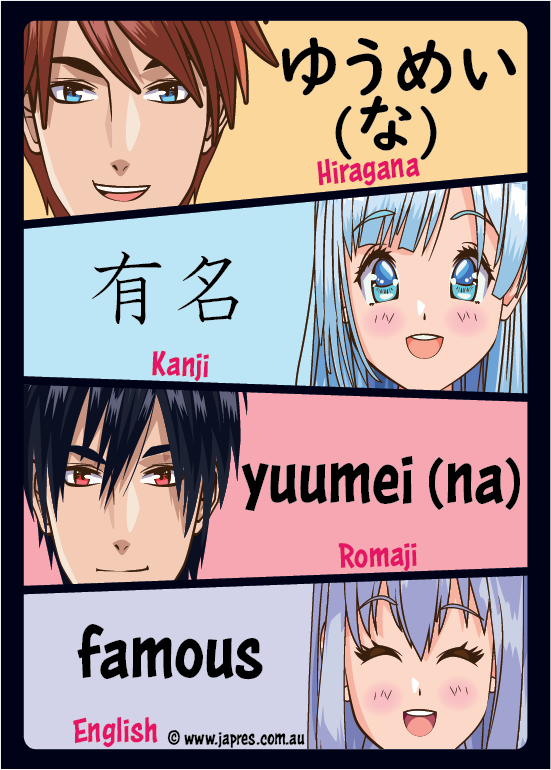 ゆうめい
(な)
Hiragana
有名
Kanji
yuumei (na)
Romaji
famous
English © www.japres.com.au